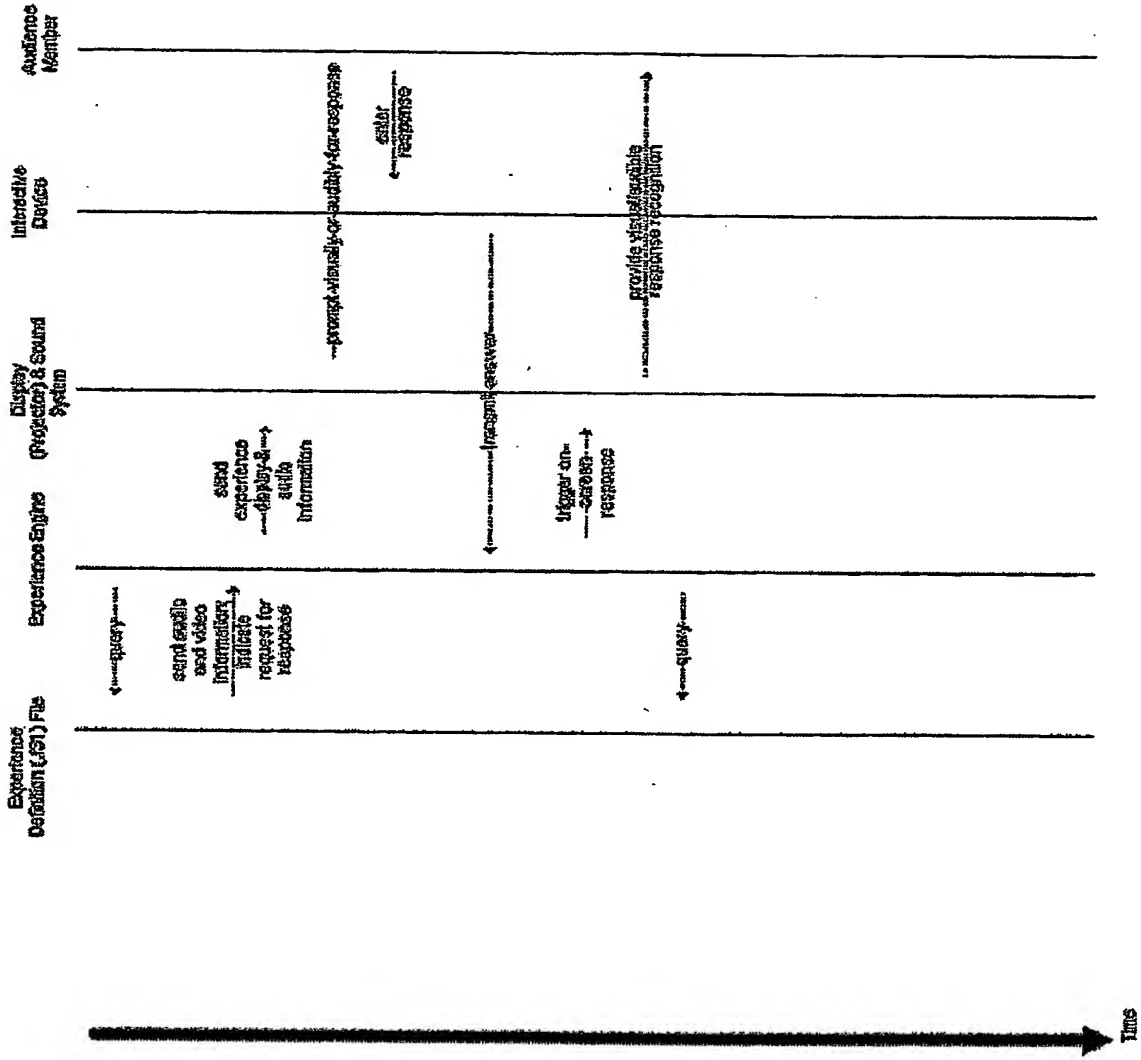 Experience
Definition File
Experience Engine
Display
(Projector) & Sound
System
Interactive
Device
Audience
Member
query
send audio
and video
information;
indicate
request for
response
send
experience
display &
audio
information
prompt visually or audibly for response
enter
response
transmit answer
trigger on-
screen
response
provide visual/audible
response recognition
query
Time